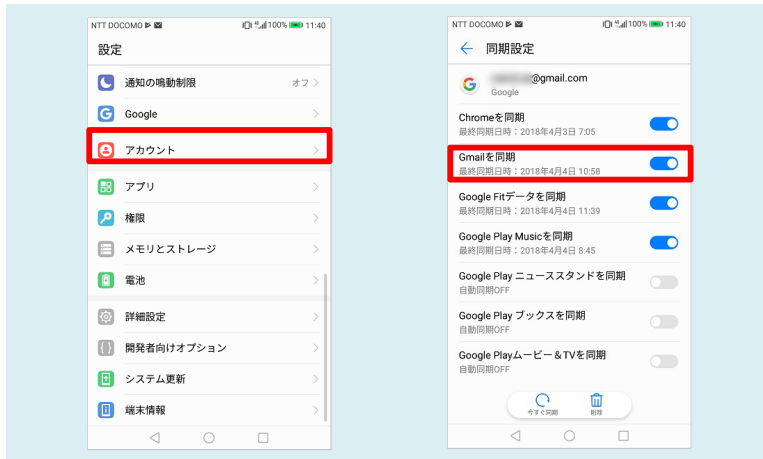 NTT DOCOMO 100% 11:40
設定
通知の鳴動制限 オフ
Google
アカウント
アプリ
権限
メモリとストレージ
電池
詳細設定
開発者向けオプション
システム更新
端末情報
NTT DOCOMO 100% 11:40
同期設定
@gmail.com
Google
Chromeを同期
最終同期日時：2018年4月3日 7:05
Gmailを同期
最終同期日時：2018年4月4日 10:58
Google Fitデータを同期
最終同期日時：2018年4月4日 11:39
Google Play Musicを同期
最終同期日時：2018年4月4日 8:45
Google Play ニューススタンドを同期
自動同期OFF
Google Play ブックスを同期
自動同期OFF
Google Playムービー＆TVを同期
自動同期OFF
今すぐ同期 削除